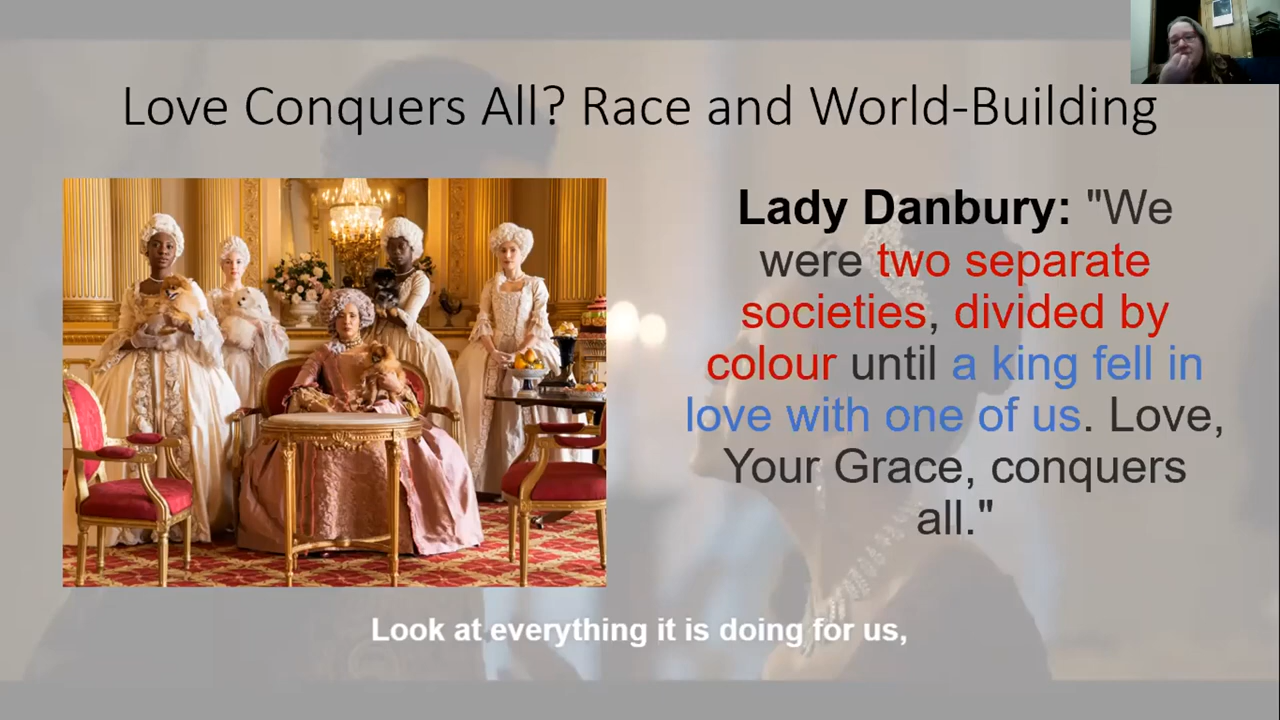 Love Conquers All? Race and World-Building
Lady Danbury: "We
were two separate
societies, divided by
colour until a king fell in
love with one of us. Love,
Your Grace, conquers
all."
Look at everything it is doing for us,